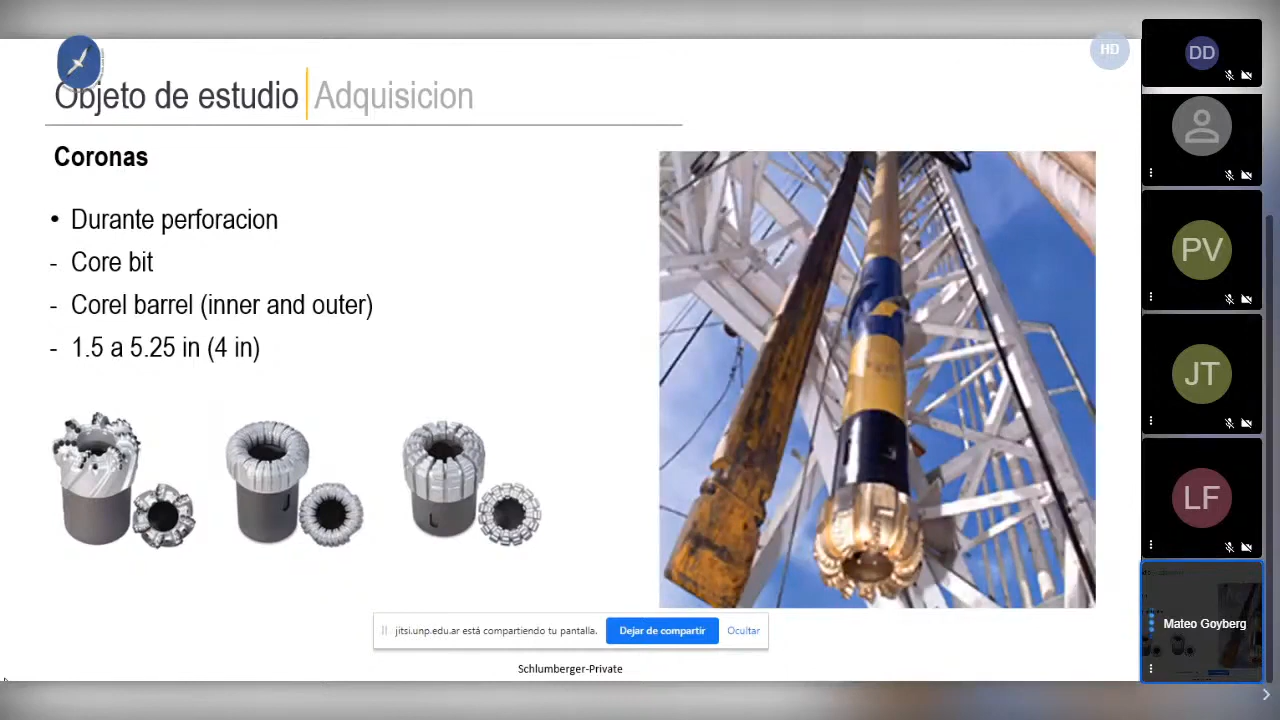 Objeto de estudio Adquisicion
Coronas
• Durante perforacion
- Core bit
- Corel barrel (inner and outer)
- 1.5 a 5.25 in (4 in)
jitsi.unp.edu.ar está compartiendo tu pantalla.
Dejar de compartir
Ocultar
Schlumberger-Private
HD
DD
PV
JT
LF
Mateo Goyberg